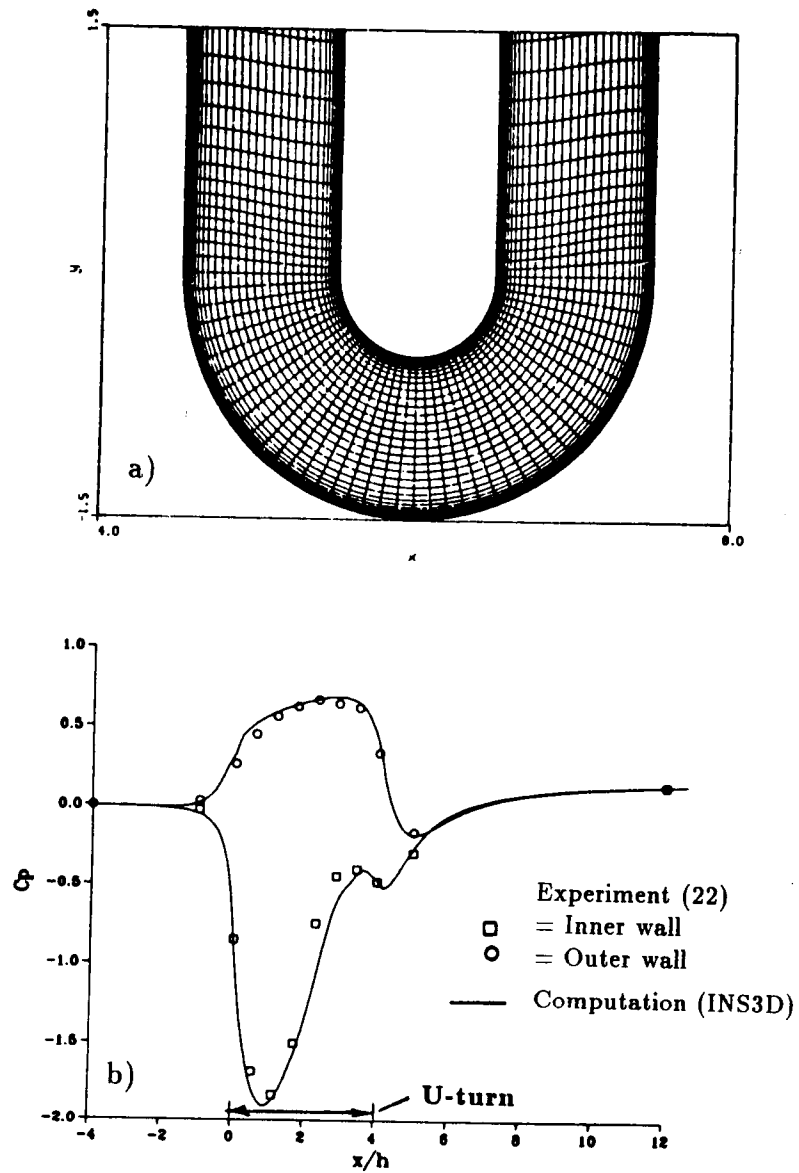 1.5
y
a)
-1.5
4.0
8.0
x
1.0
0.5
0.0
-0.5
-1.0
-1.5
-2.0
Cp
Experiment (22)
= Inner wall
= Outer wall
Computation (INS3D)
b)
U-turn
-4 -2 0 2 4 6 8 10 12
x/h